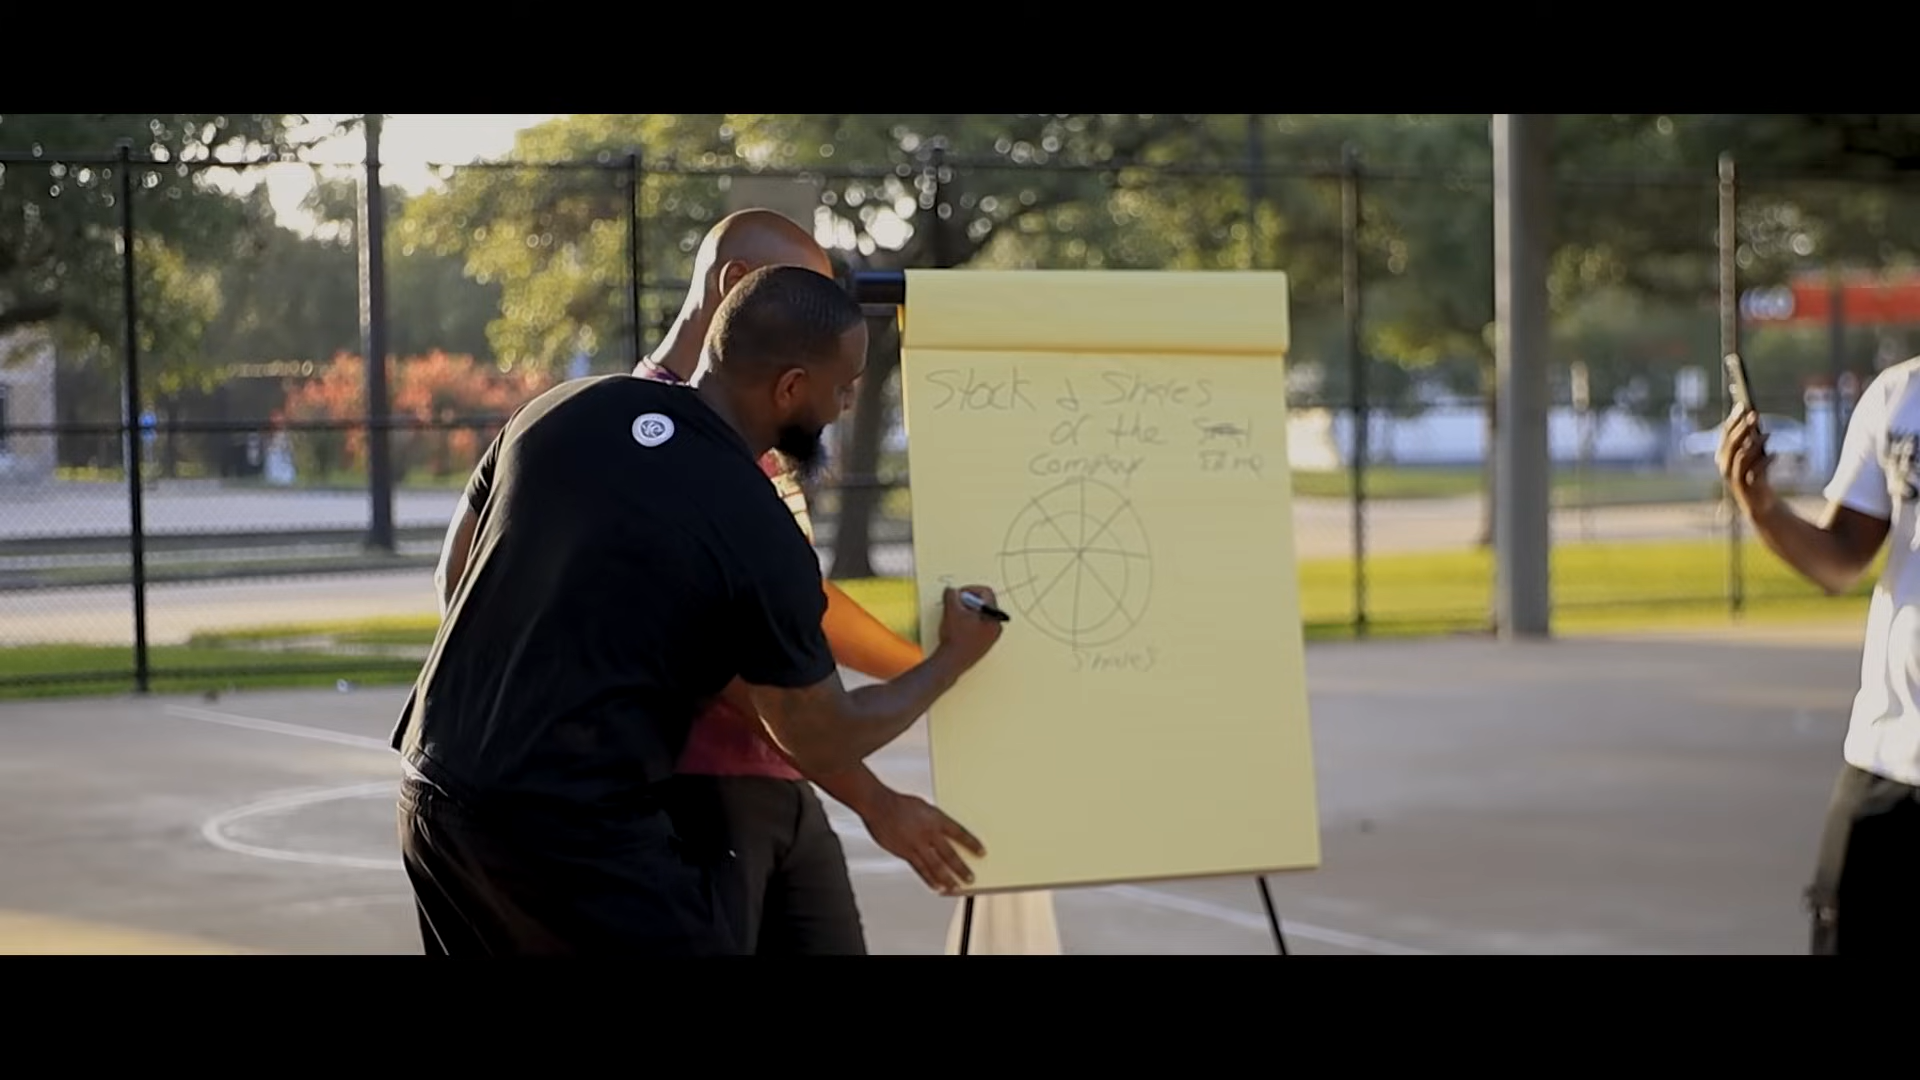 Stock & Shares
of the
company
Shares